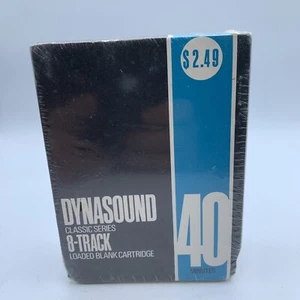 $2.49
DYNASOUND
CLASSIC SERIES
8-TRACK
LOADED BLANK CARTRIDGE
40
MINUTES